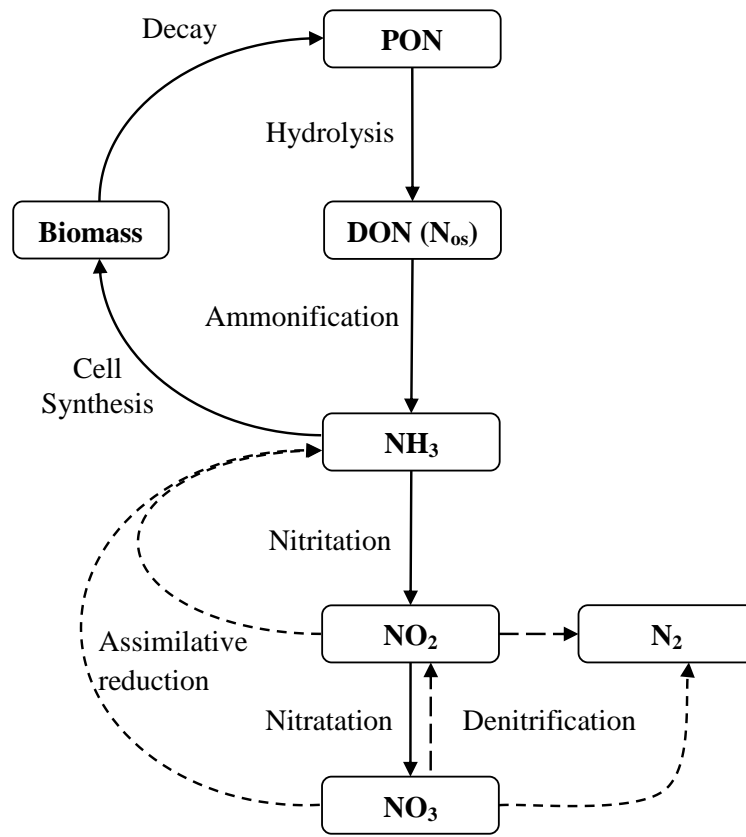 Decay
PON
Hydrolysis
Biomass
DON (Nos)
Ammonification
Cell
Synthesis
NH3
Nitritation
NO2
N2
Assimilative
reduction
Nitratation
Denitrification
NO3